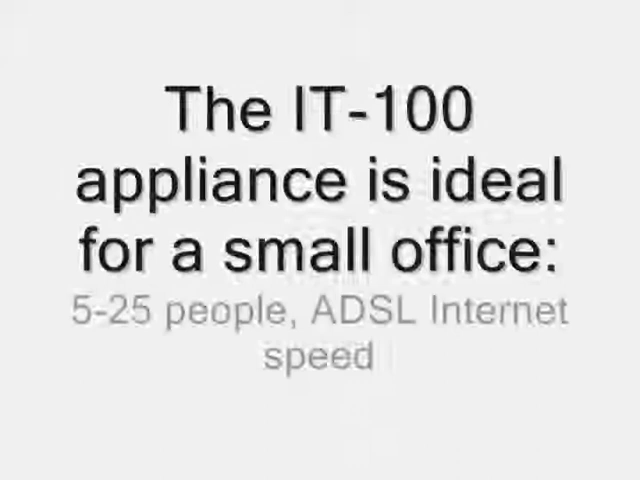 The IT-100
appliance is ideal
for a small office:
5-25 people, ADSL Internet
speed